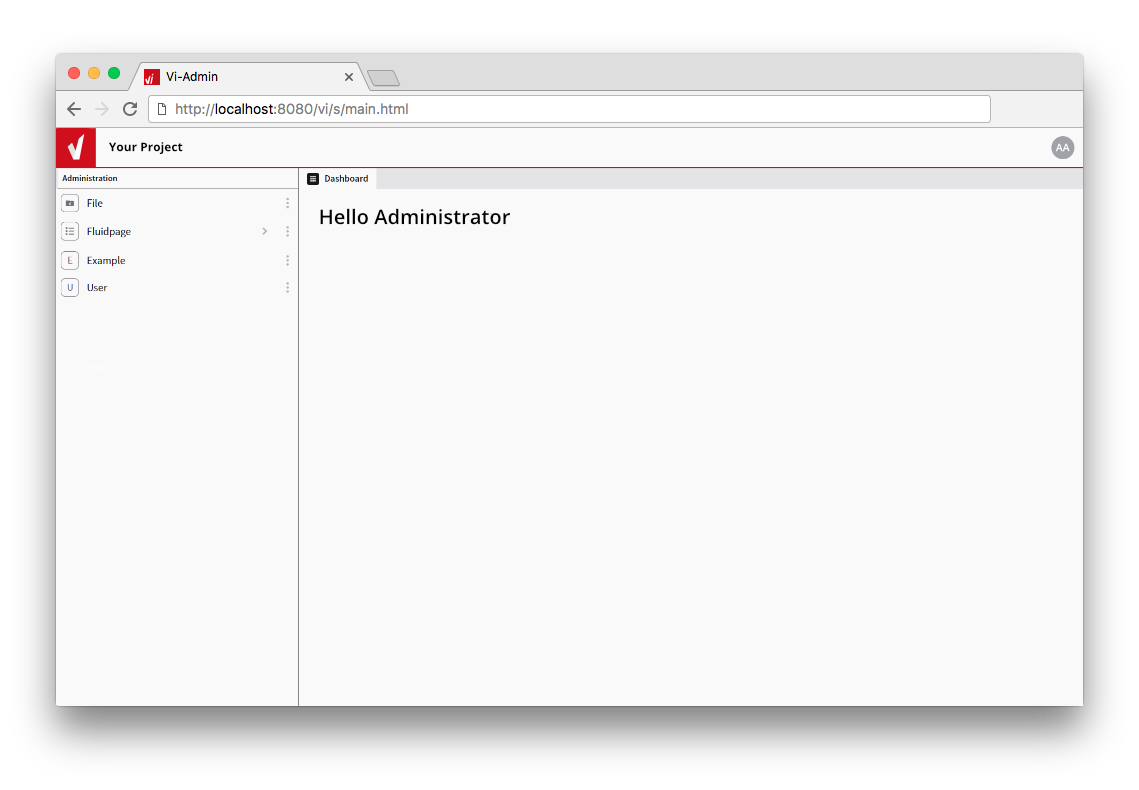 Vi-Admin
http://localhost:8080/vi/s/main.html
Your Project
AA
Administration
Dashboard
File
Hello Administrator
Fluidpage
E Example
U User